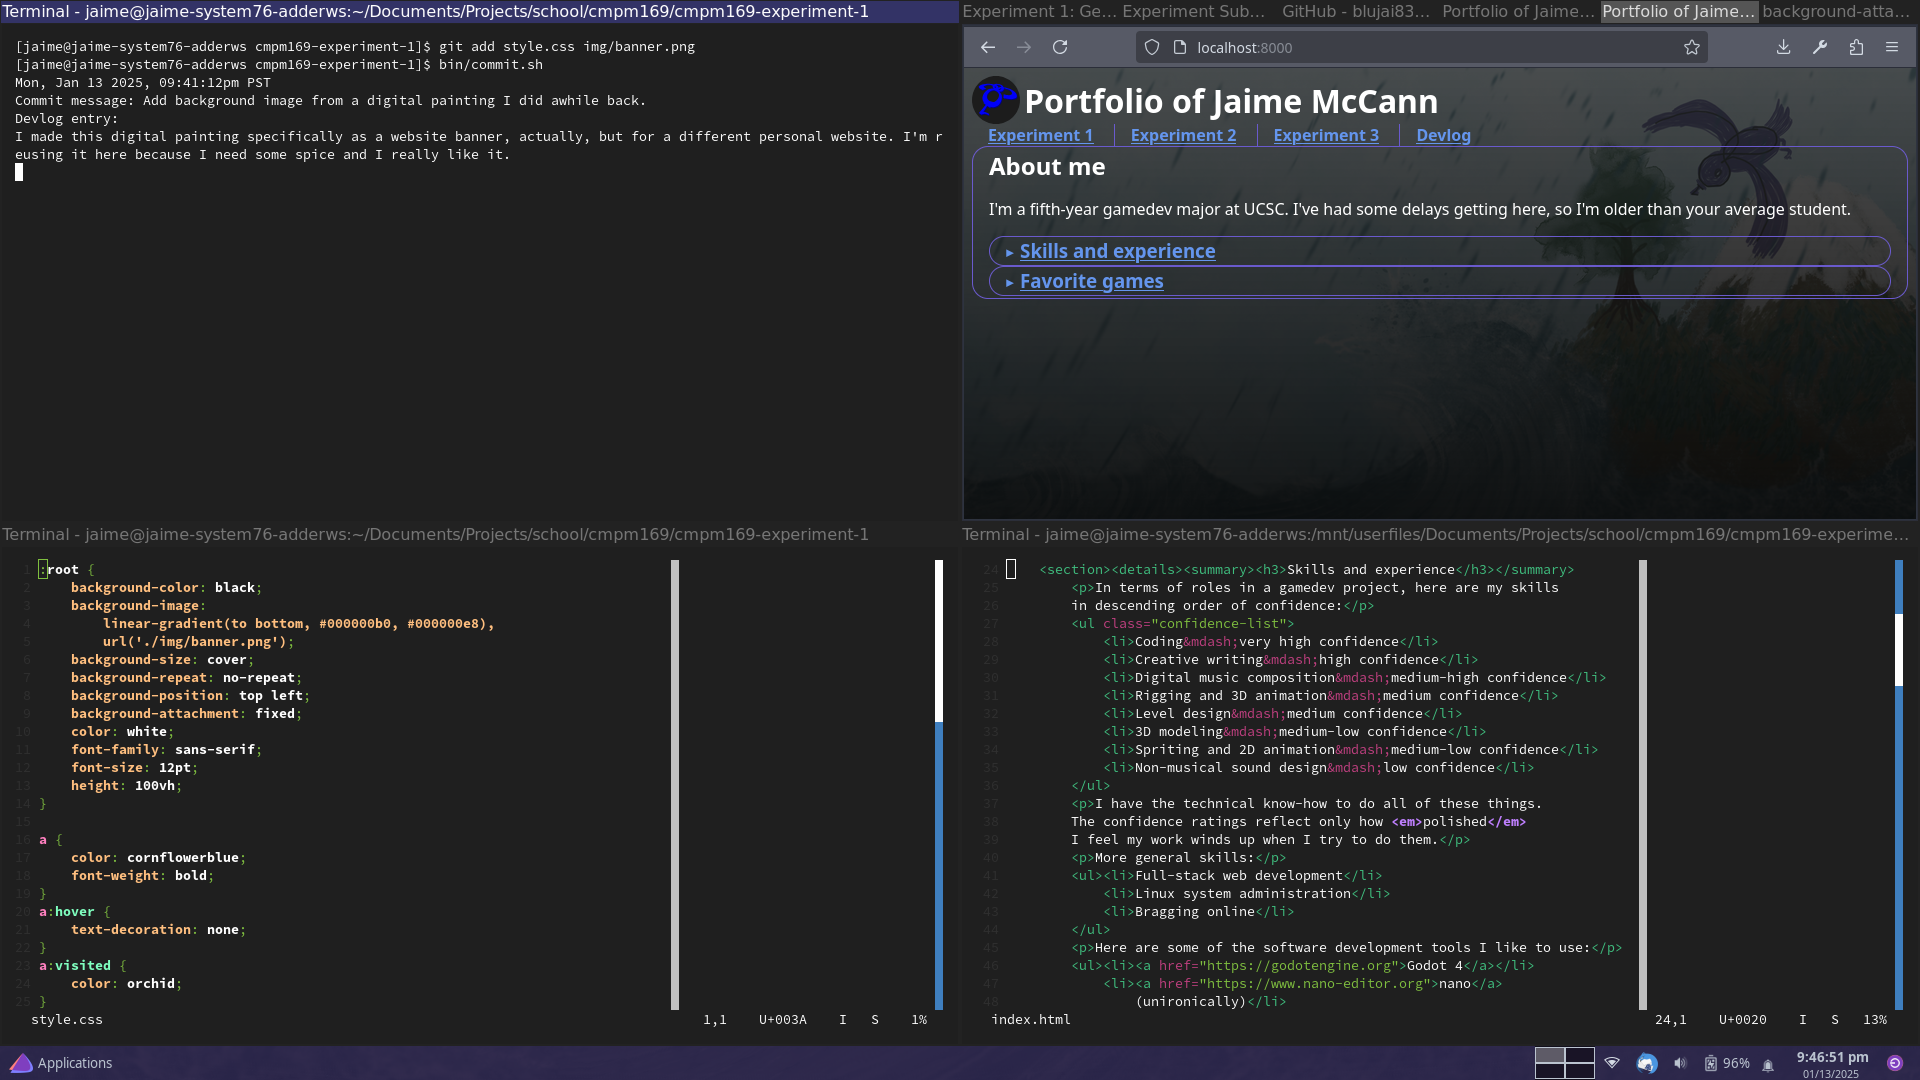 Terminal - jaime@jaime-system76-adderws:~/Documents/Projects/school/cmpm169/cmpm169-experiment-1
[jaime@jaime-system76-adderws cmpm169-experiment-1]$ git add style.css img/banner.png
[jaime@jaime-system76-adderws cmpm169-experiment-1]$ bin/commit.sh
Mon, Jan 13 2025, 09:41:12pm PST
Commit message: Add background image from a digital painting I did awhile back.
Devlog entry:
I made this digital painting specifically as a website banner, actually, but for a different personal website. I'm r
eusing it here because I need some spice and I really like it.
Experiment 1: Ge... Experiment Sub... GitHub - blujai83... Portfolio of Jaime... Portfolio of Jaime... background-atta...
localhost:8000
Portfolio of Jaime McCann
Experiment 1 Experiment 2 Experiment 3 Devlog
About me
I'm a fifth-year gamedev major at UCSC. I've had some delays getting here, so I'm older than your average student.
▸ Skills and experience
▸ Favorite games
Terminal - jaime@jaime-system76-adderws:~/Documents/Projects/school/cmpm169/cmpm169-experiment-1
1 :root {
2 background-color: black;
3 background-image:
4 linear-gradient(to bottom, #000000b0, #000000e8),
5 url('./img/banner.png');
6 background-size: cover;
7 background-repeat: no-repeat;
8 background-position: top left;
9 background-attachment: fixed;
10 color: white;
11 font-family: sans-serif;
12 font-size: 12pt;
13 height: 100vh;
14 }
15
16 a {
17 color: cornflowerblue;
18 font-weight: bold;
19 }
20 a:hover {
21 text-decoration: none;
22 }
23 a:visited {
24 color: orchid;
25 }
style.css 1,1 U+003A I S 1%
Terminal - jaime@jaime-system76-adderws:/mnt/userfiles/Documents/Projects/school/cmpm169/cmpm169-experime...
24 <section><details><summary><h3>Skills and experience</h3></summary>
25 <p>In terms of roles in a gamedev project, here are my skills
26 in descending order of confidence:</p>
27 <ul class="confidence-list">
28 <li>Coding&mdash;very high confidence</li>
29 <li>Creative writing&mdash;high confidence</li>
30 <li>Digital music composition&mdash;medium-high confidence</li>
31 <li>Rigging and 3D animation&mdash;medium confidence</li>
32 <li>Level design&mdash;medium confidence</li>
33 <li>3D modeling&mdash;medium-low confidence</li>
34 <li>Spriting and 2D animation&mdash;medium-low confidence</li>
35 <li>Non-musical sound design&mdash;low confidence</li>
36 </ul>
37 <p>I have the technical know-how to do all of these things.
38 The confidence ratings reflect only how <em>polished</em>
39 I feel my work winds up when I try to do them.</p>
40 <p>More general skills:</p>
41 <ul><li>Full-stack web development</li>
42 <li>Linux system administration</li>
43 <li>Bragging online</li>
44 </ul>
45 <p>Here are some of the software development tools I like to use:</p>
46 <ul><li><a href="https://godotengine.org">Godot 4</a></li>
47 <li><a href="https://www.nano-editor.org">nano</a>
48 (unironically)</li>
index.html 24,1 U+0020 I S 13%
Applications
96%
9:46:51 pm
01/13/2025